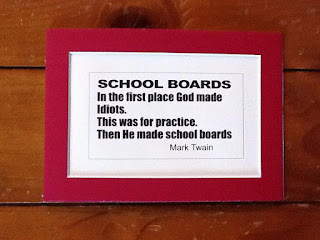 SCHOOL BOARDS
In the first place God made
Idiots.
This was for practice.
Then He made school boards
Mark Twain